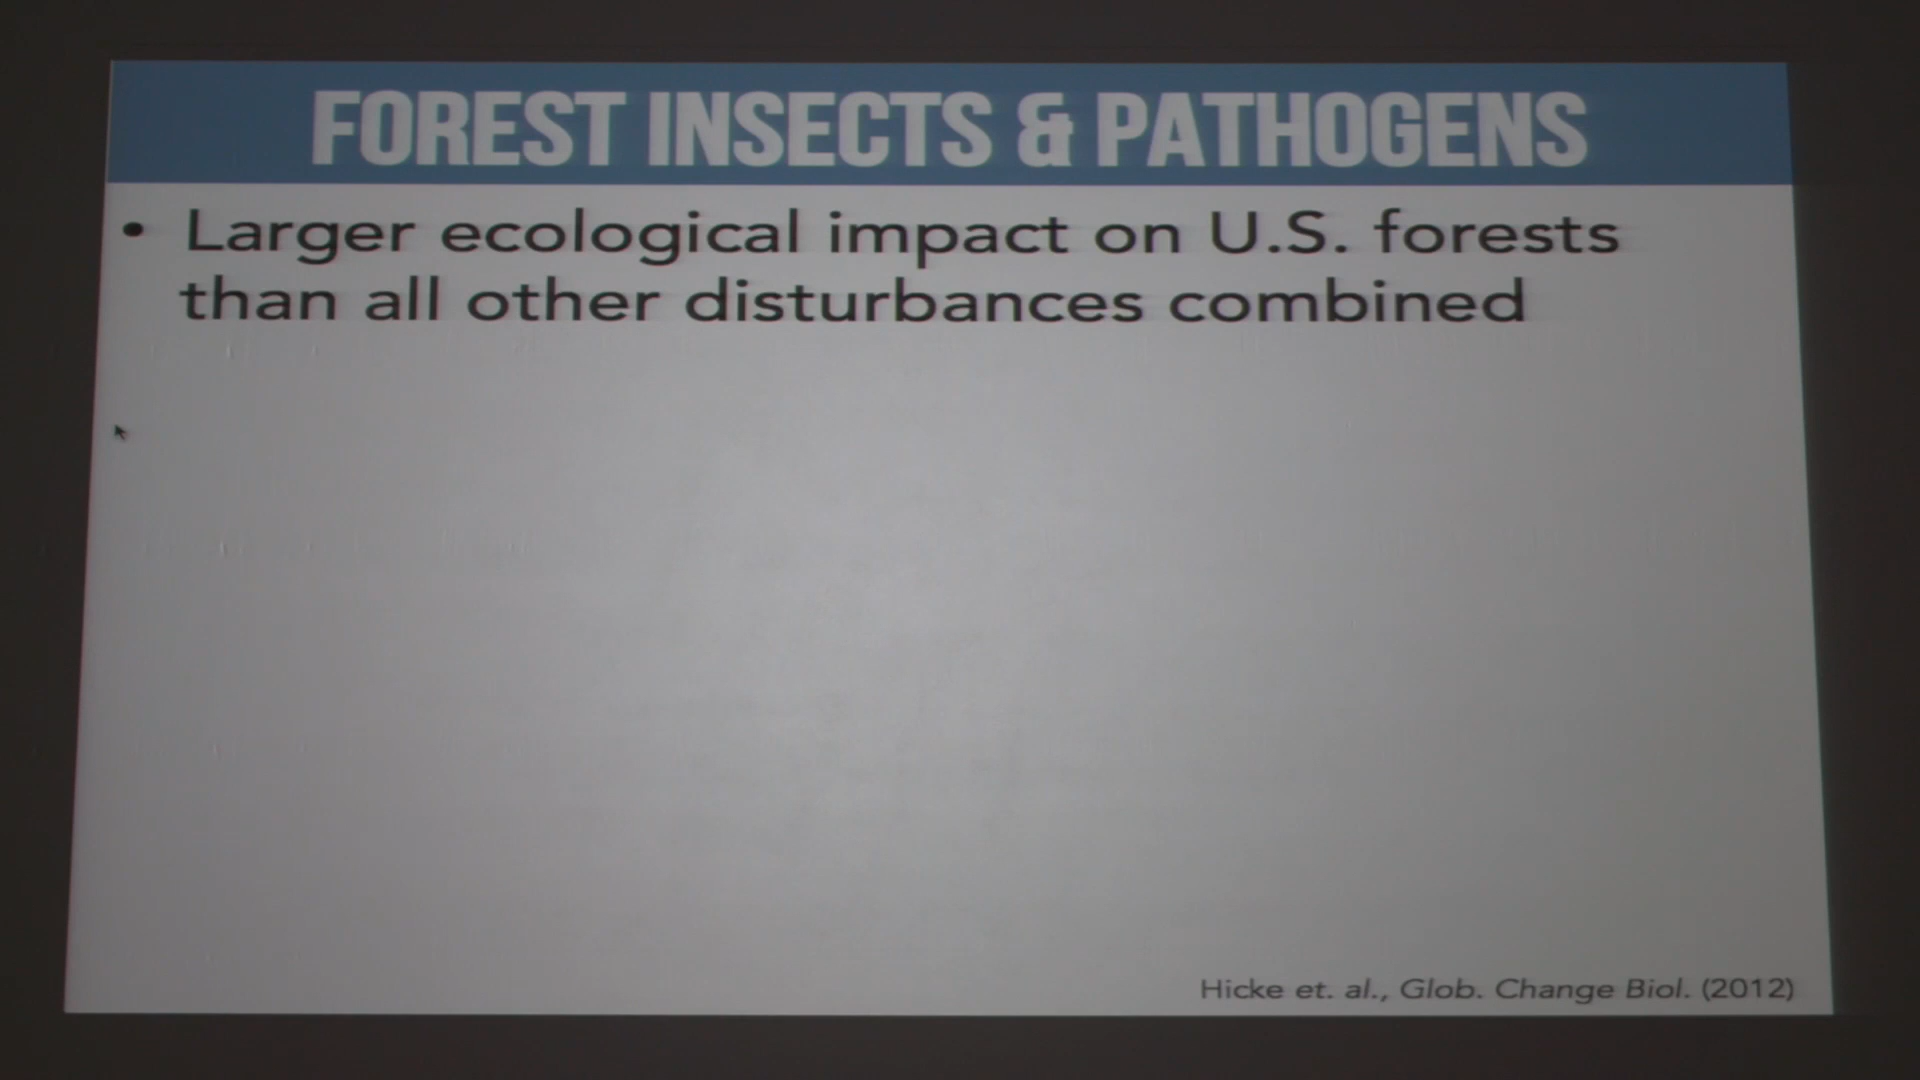 FOREST INSECTS & PATHOGENS
• Larger ecological impact on U.S. forests
than all other disturbances combined
Hicke et. al., Glob. Change Biol. (2012)